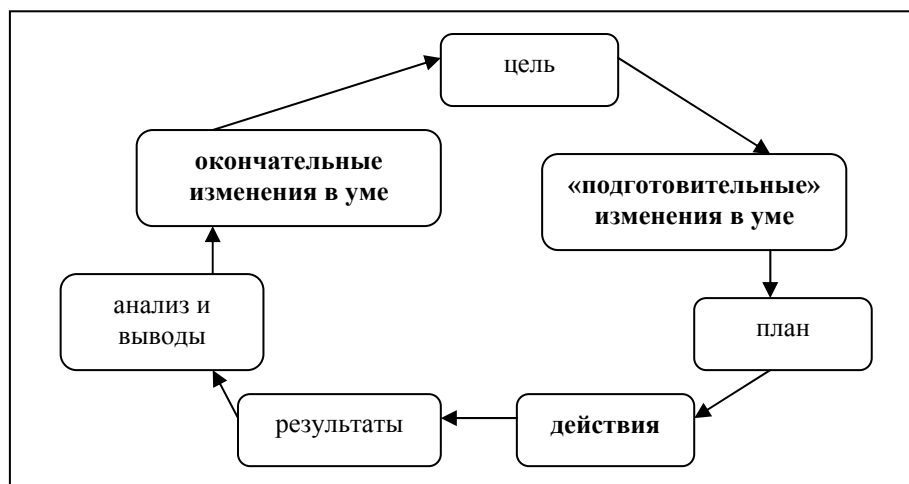 цель
окончательные
изменения в уме
«подготовительные»
изменения в уме
анализ и
выводы
план
результаты
действия